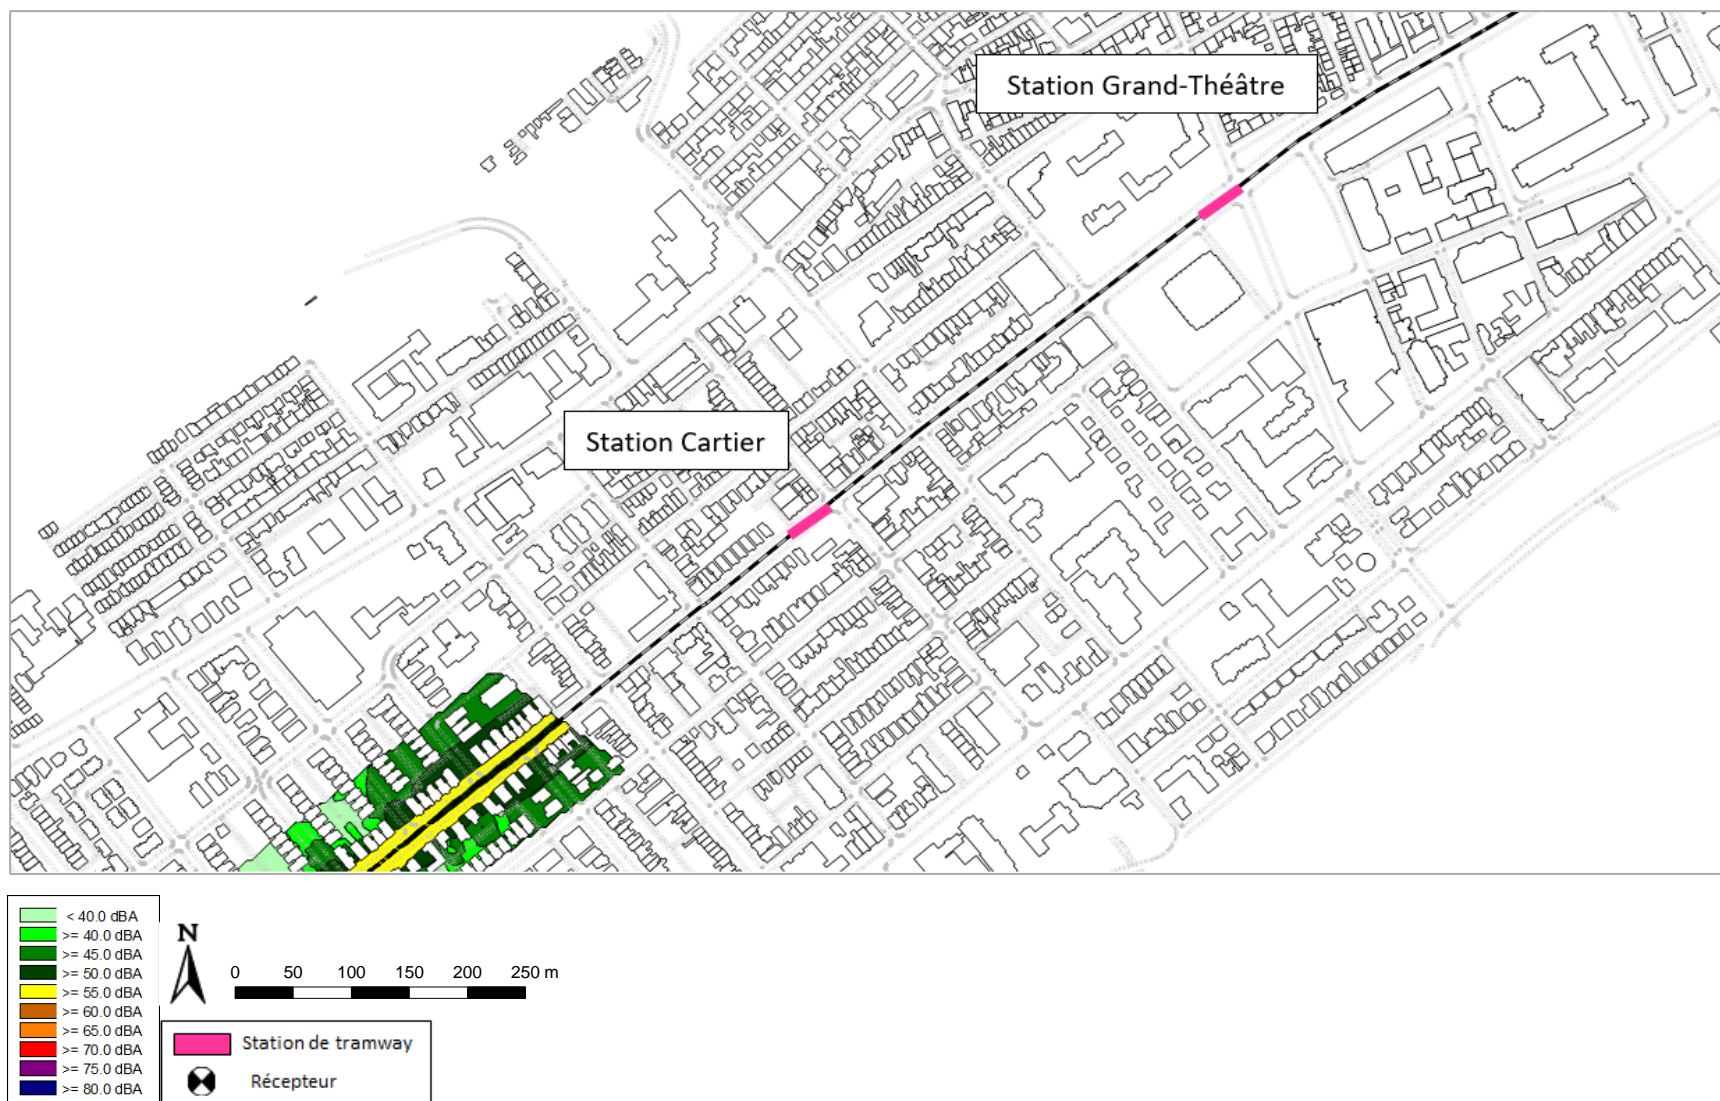 Station Grand-Théâtre
Station Cartier
< 40.0 dBA
>= 40.0 dBA
>= 45.0 dBA
>= 50.0 dBA
>= 55.0 dBA
>= 60.0 dBA
>= 65.0 dBA
>= 70.0 dBA
>= 75.0 dBA
>= 80.0 dBA
N
0 50 100 150 200 250 m
Station de tramway
Récepteur